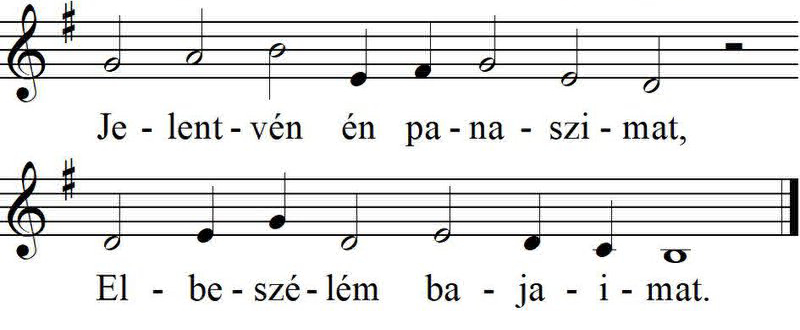 Je - lent - vén én pa - na - szi - mat,
El - be - szé - lém ba - ja - i - mat.